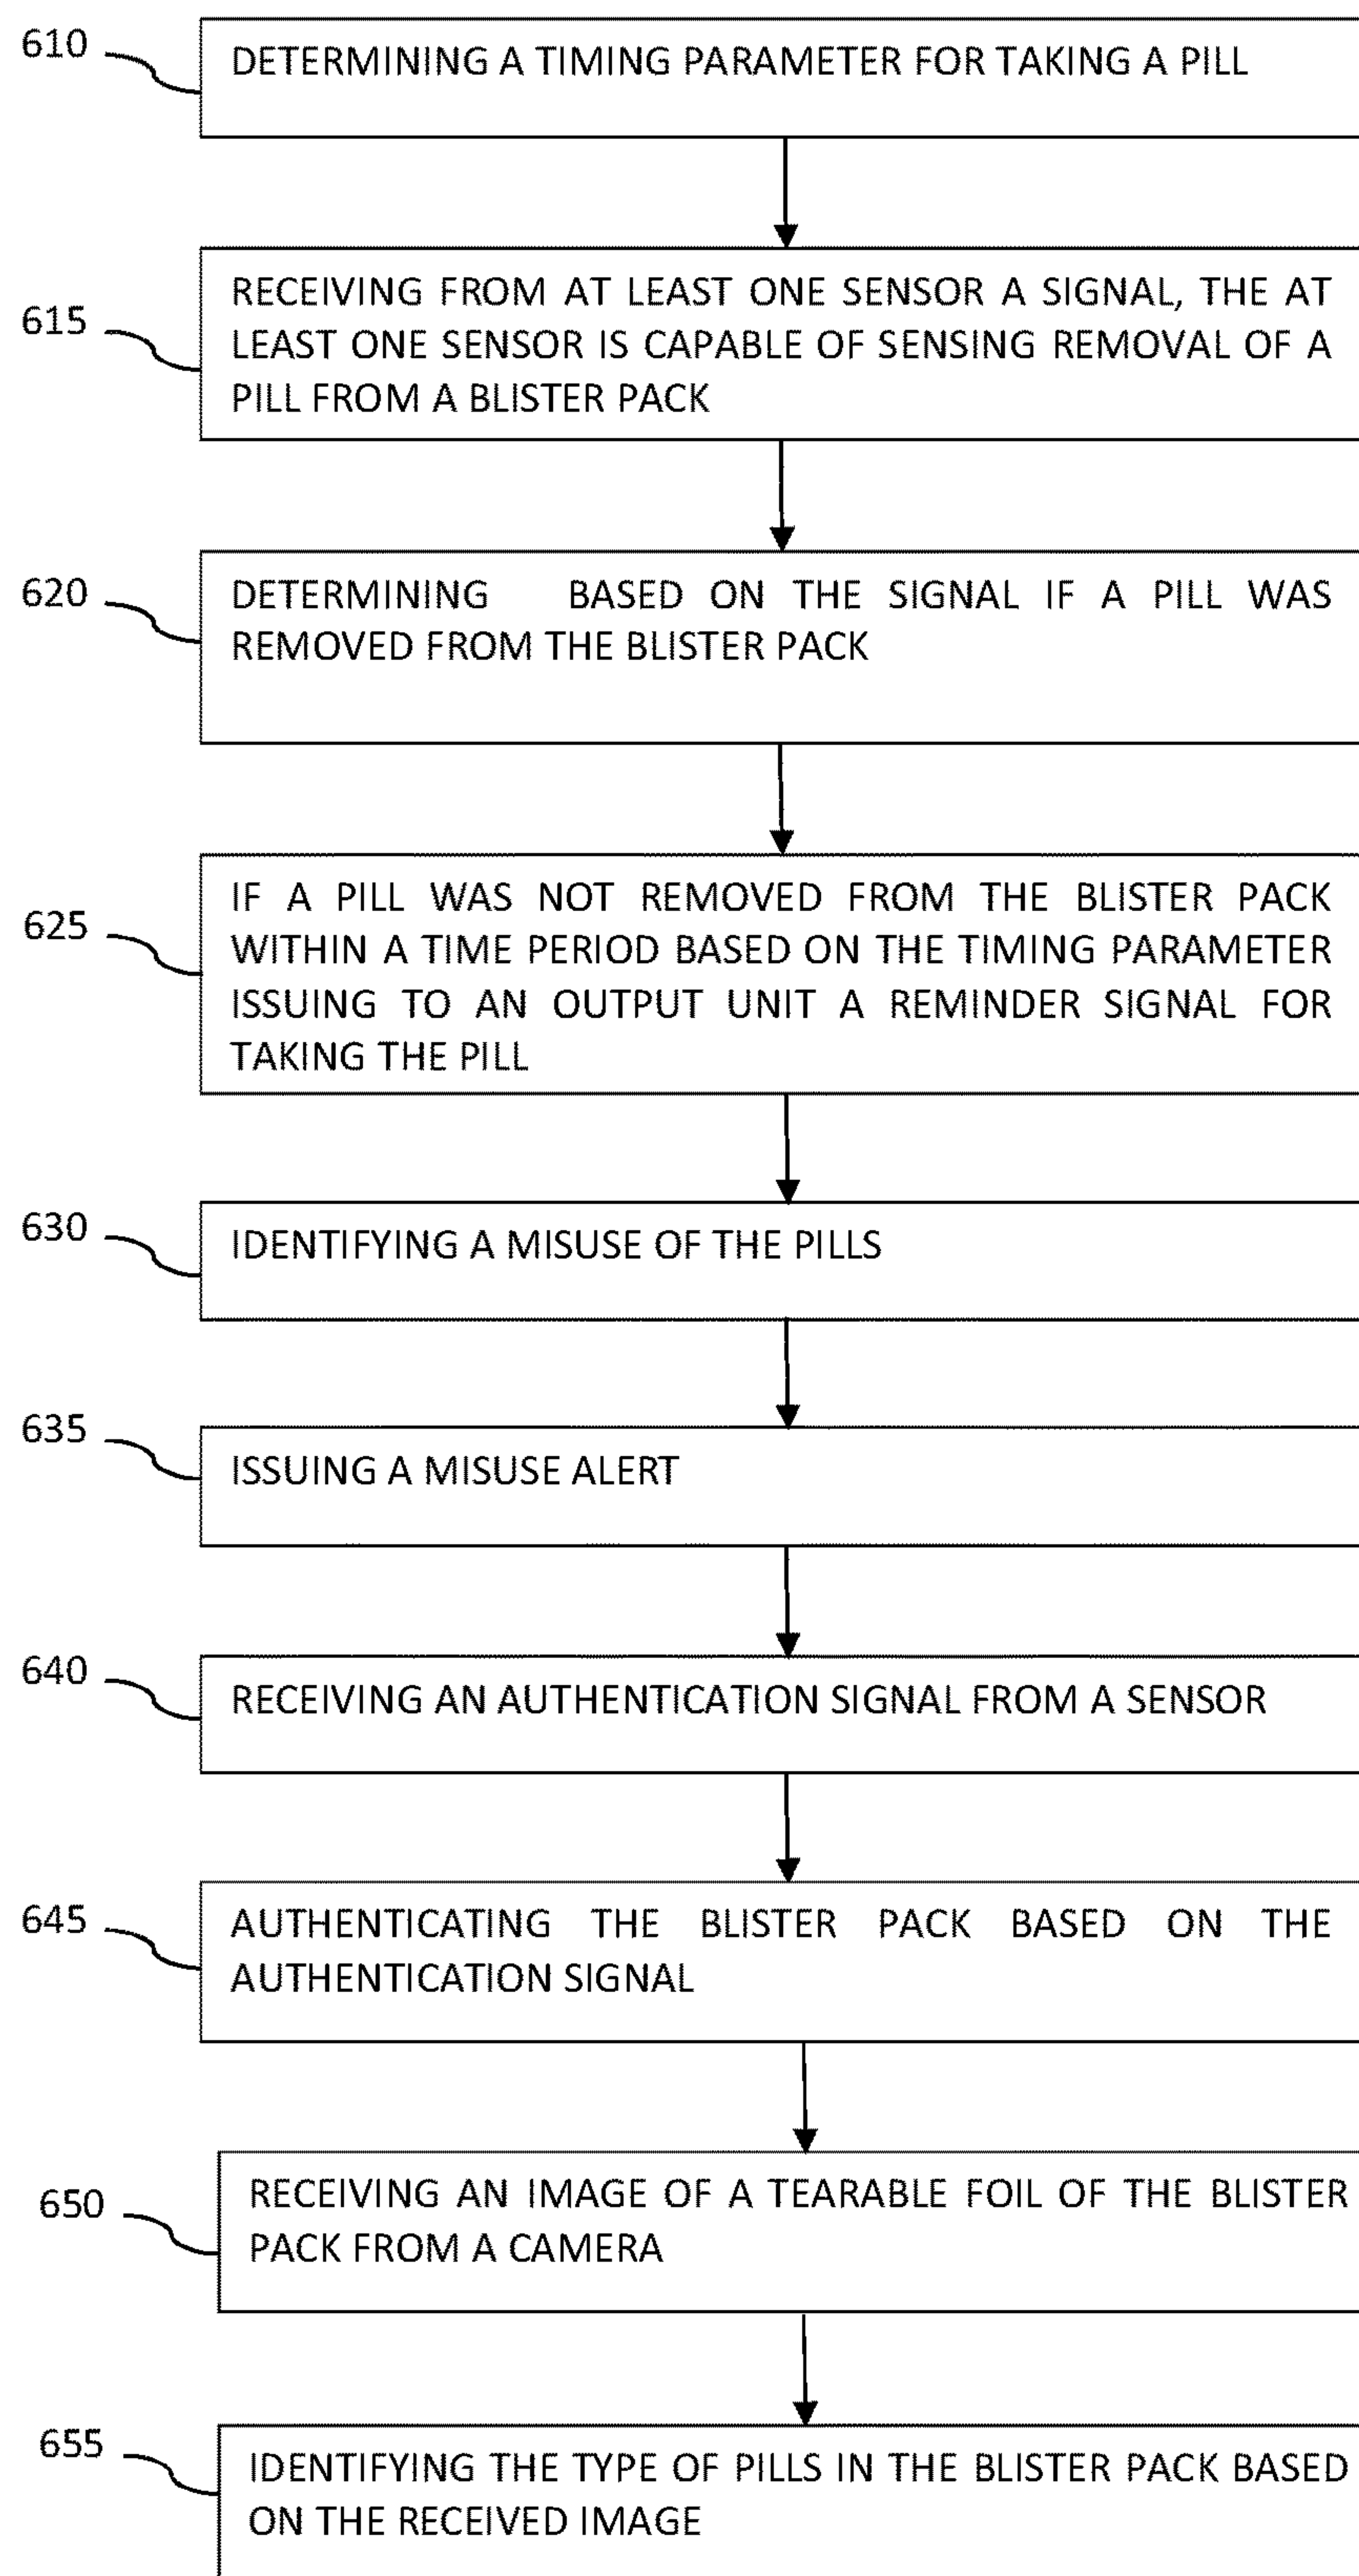 610
DETERMINING A TIMING PARAMETER FOR TAKING A PILL
615
RECEIVING FROM AT LEAST ONE SENSOR A SIGNAL, THE AT
LEAST ONE SENSOR IS CAPABLE OF SENSING REMOVAL OF A
PILL FROM A BLISTER PACK
620
DETERMINING BASED ON THE SIGNAL IF A PILL WAS
REMOVED FROM THE BLISTER PACK
625
IF A PILL WAS NOT REMOVED FROM THE BLISTER PACK
WITHIN A TIME PERIOD BASED ON THE TIMING PARAMETER
ISSUING TO AN OUTPUT UNIT A REMINDER SIGNAL FOR
TAKING THE PILL
630
IDENTIFYING A MISUSE OF THE PILLS
635
ISSUING A MISUSE ALERT
640
RECEIVING AN AUTHENTICATION SIGNAL FROM A SENSOR
645
AUTHENTICATING THE BLISTER PACK BASED ON THE
AUTHENTICATION SIGNAL
650
RECEIVING AN IMAGE OF A TEARABLE FOIL OF THE BLISTER
PACK FROM A CAMERA
655
IDENTIFYING THE TYPE OF PILLS IN THE BLISTER PACK BASED
ON THE RECEIVED IMAGE